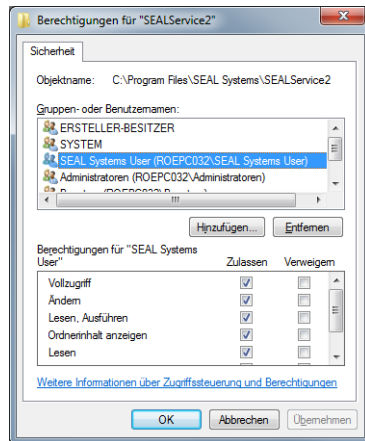 Berechtigungen für "SEALService2"
Sicherheit
Objektname: C:\Program Files\SEAL Systems\SEALService2
Gruppen- oder Benutzernamen:
ERSTELLER-BESITZER
SYSTEM
SEAL Systems User (ROEPC032\SEAL Systems User)
Administratoren (ROEPC032\Administratoren)
Hinzufügen... Entfernen
Berechtigungen für "SEAL Systems
User" Zulassen Verweigern
Vollzugriff
Ändern
Lesen, Ausführen
Ordnerinhalt anzeigen
Lesen
Weitere Informationen über Zugriffssteuerung und Berechtigungen
OK Abbrechen Übernehmen